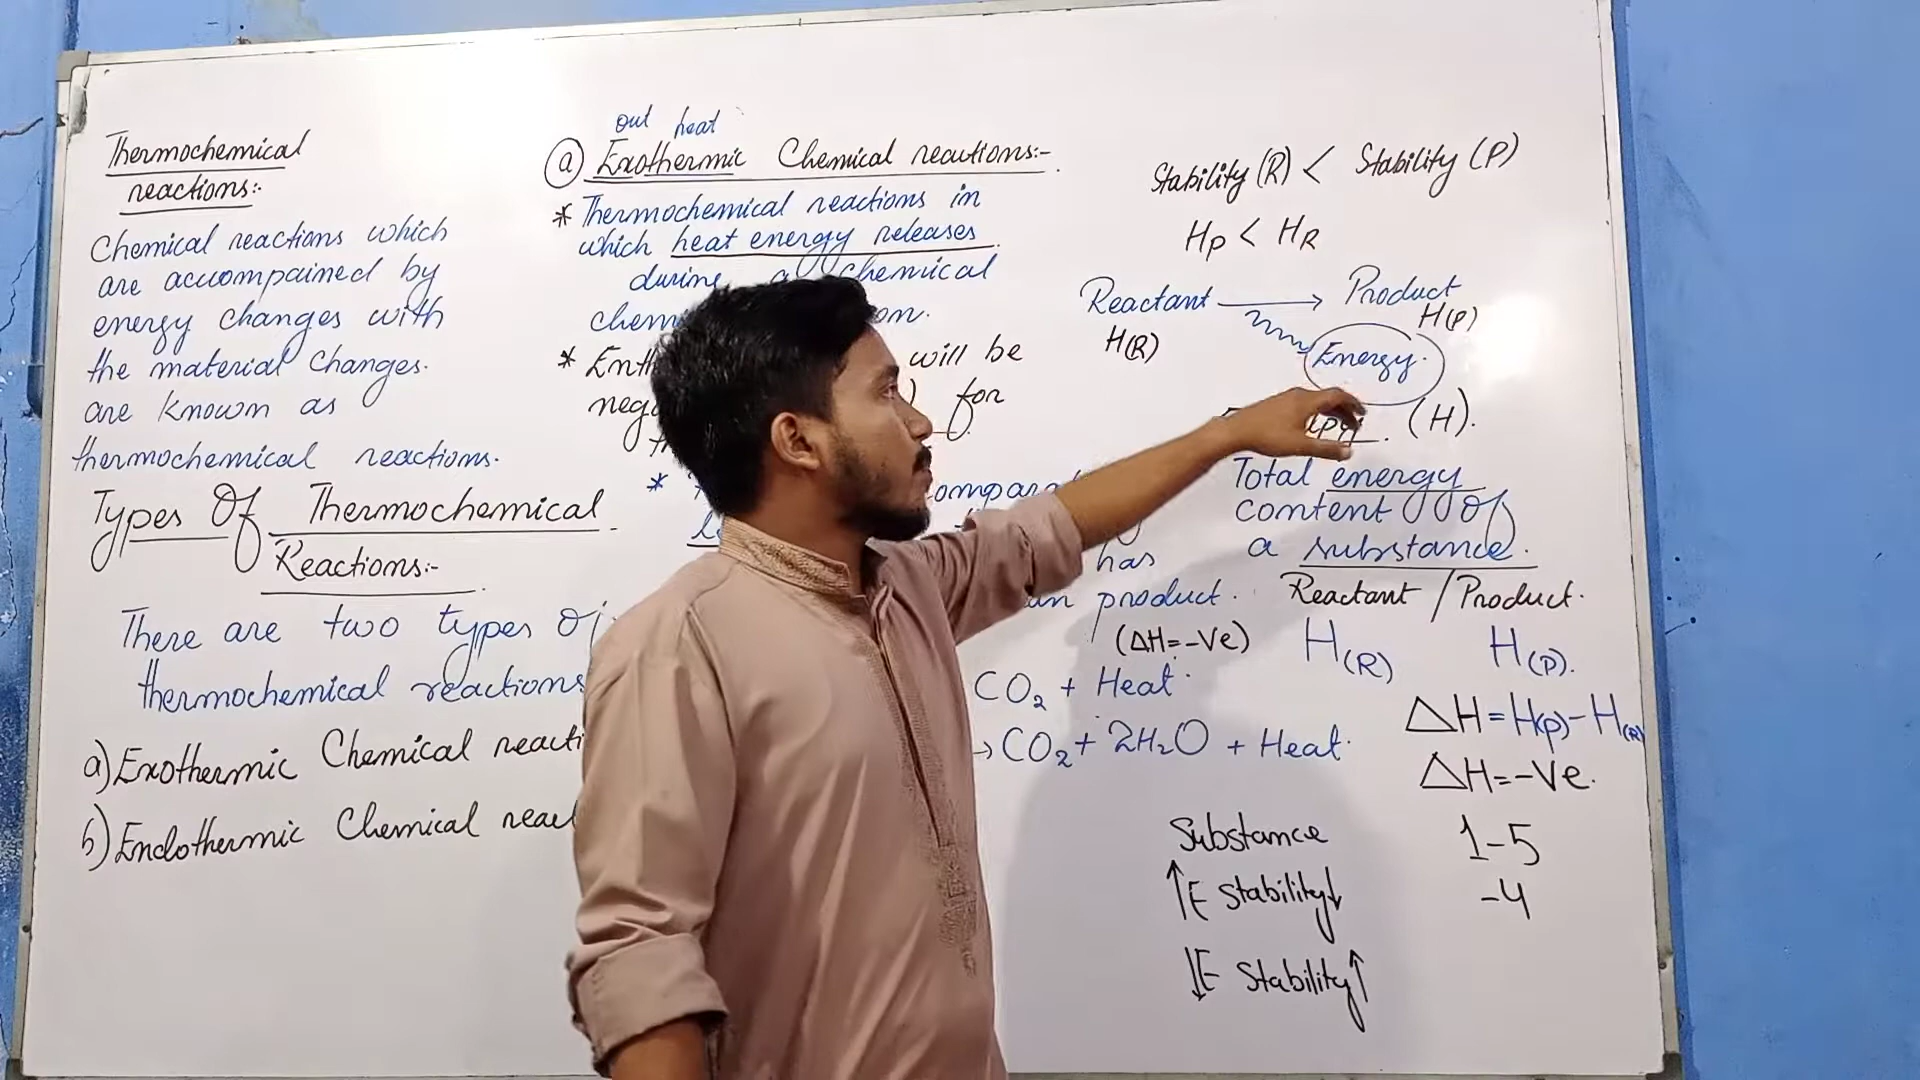 Thermochemical
reactions:-
Chemical reactions which
are accompained by
energy changes with
the material changes.
are known as
thermochemical reactions.
Types Of Thermochemical
Reactions:-
There are two types of
thermochemical reactions
a) Exothermic Chemical reacti
b) Endothermic Chemical reac
out heat
(a) Exothermic Chemical reactions:-
* Thermochemical reactions in
which heat energy releases
during a chemical
on.
* will be
for
*
has
product.
(ΔH=-Ve)
CO2 + Heat.
→ CO2 + 2H2O + Heat.
Stability (R) < Stability (P)
HP < HR
Reactant → Product
H(R) H(P)
Energy.
(H).
Total energy
content Of
a substance.
Reactant / Product.
H(R) H(P).
ΔH = H(P) - H(R)
ΔH = -Ve.
Substance 1-5
↑E Stability↓ -4
↓E Stability↑